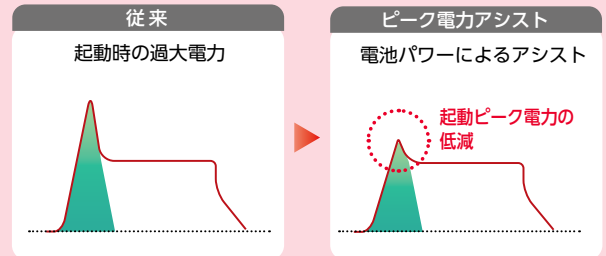 従来
起動時の過大電力
ピーク電力アシスト
電池パワーによるアシスト
起動ピーク電力の
低減